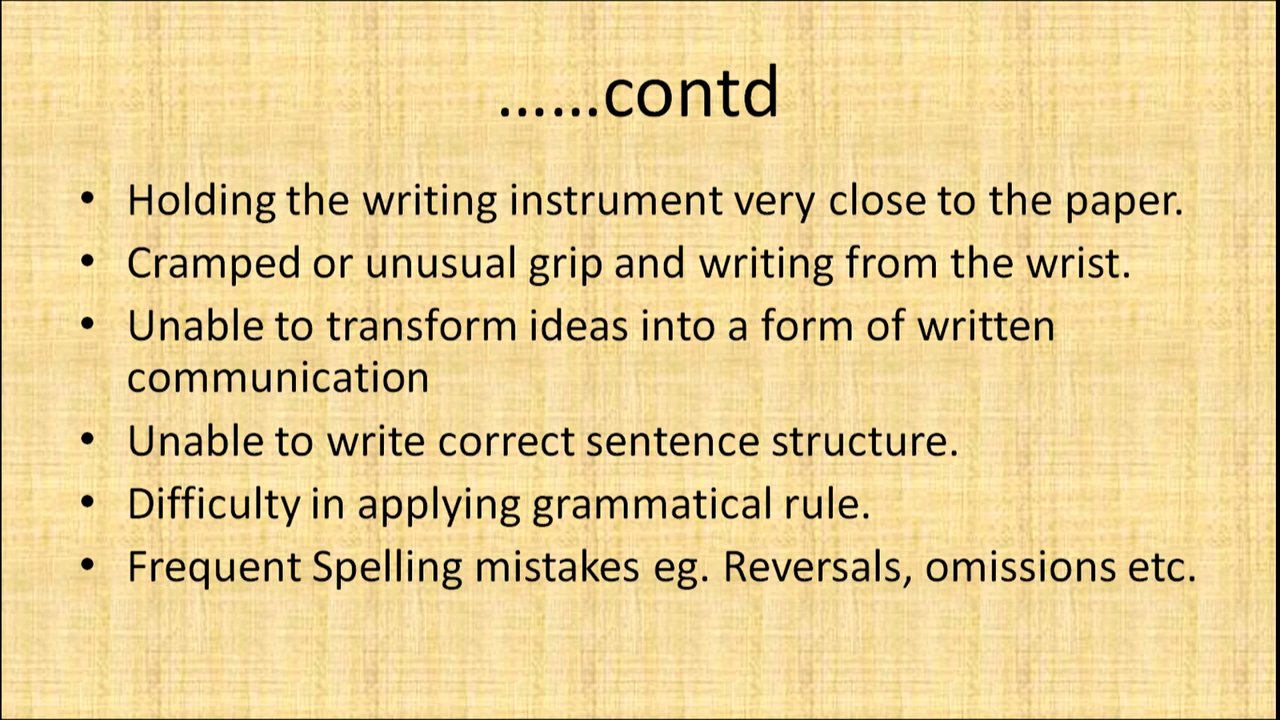 ......contd
• Holding the writing instrument very close to the paper.
• Cramped or unusual grip and writing from the wrist.
• Unable to transform ideas into a form of written
communication
• Unable to write correct sentence structure.
• Difficulty in applying grammatical rule.
• Frequent Spelling mistakes eg. Reversals, omissions etc.